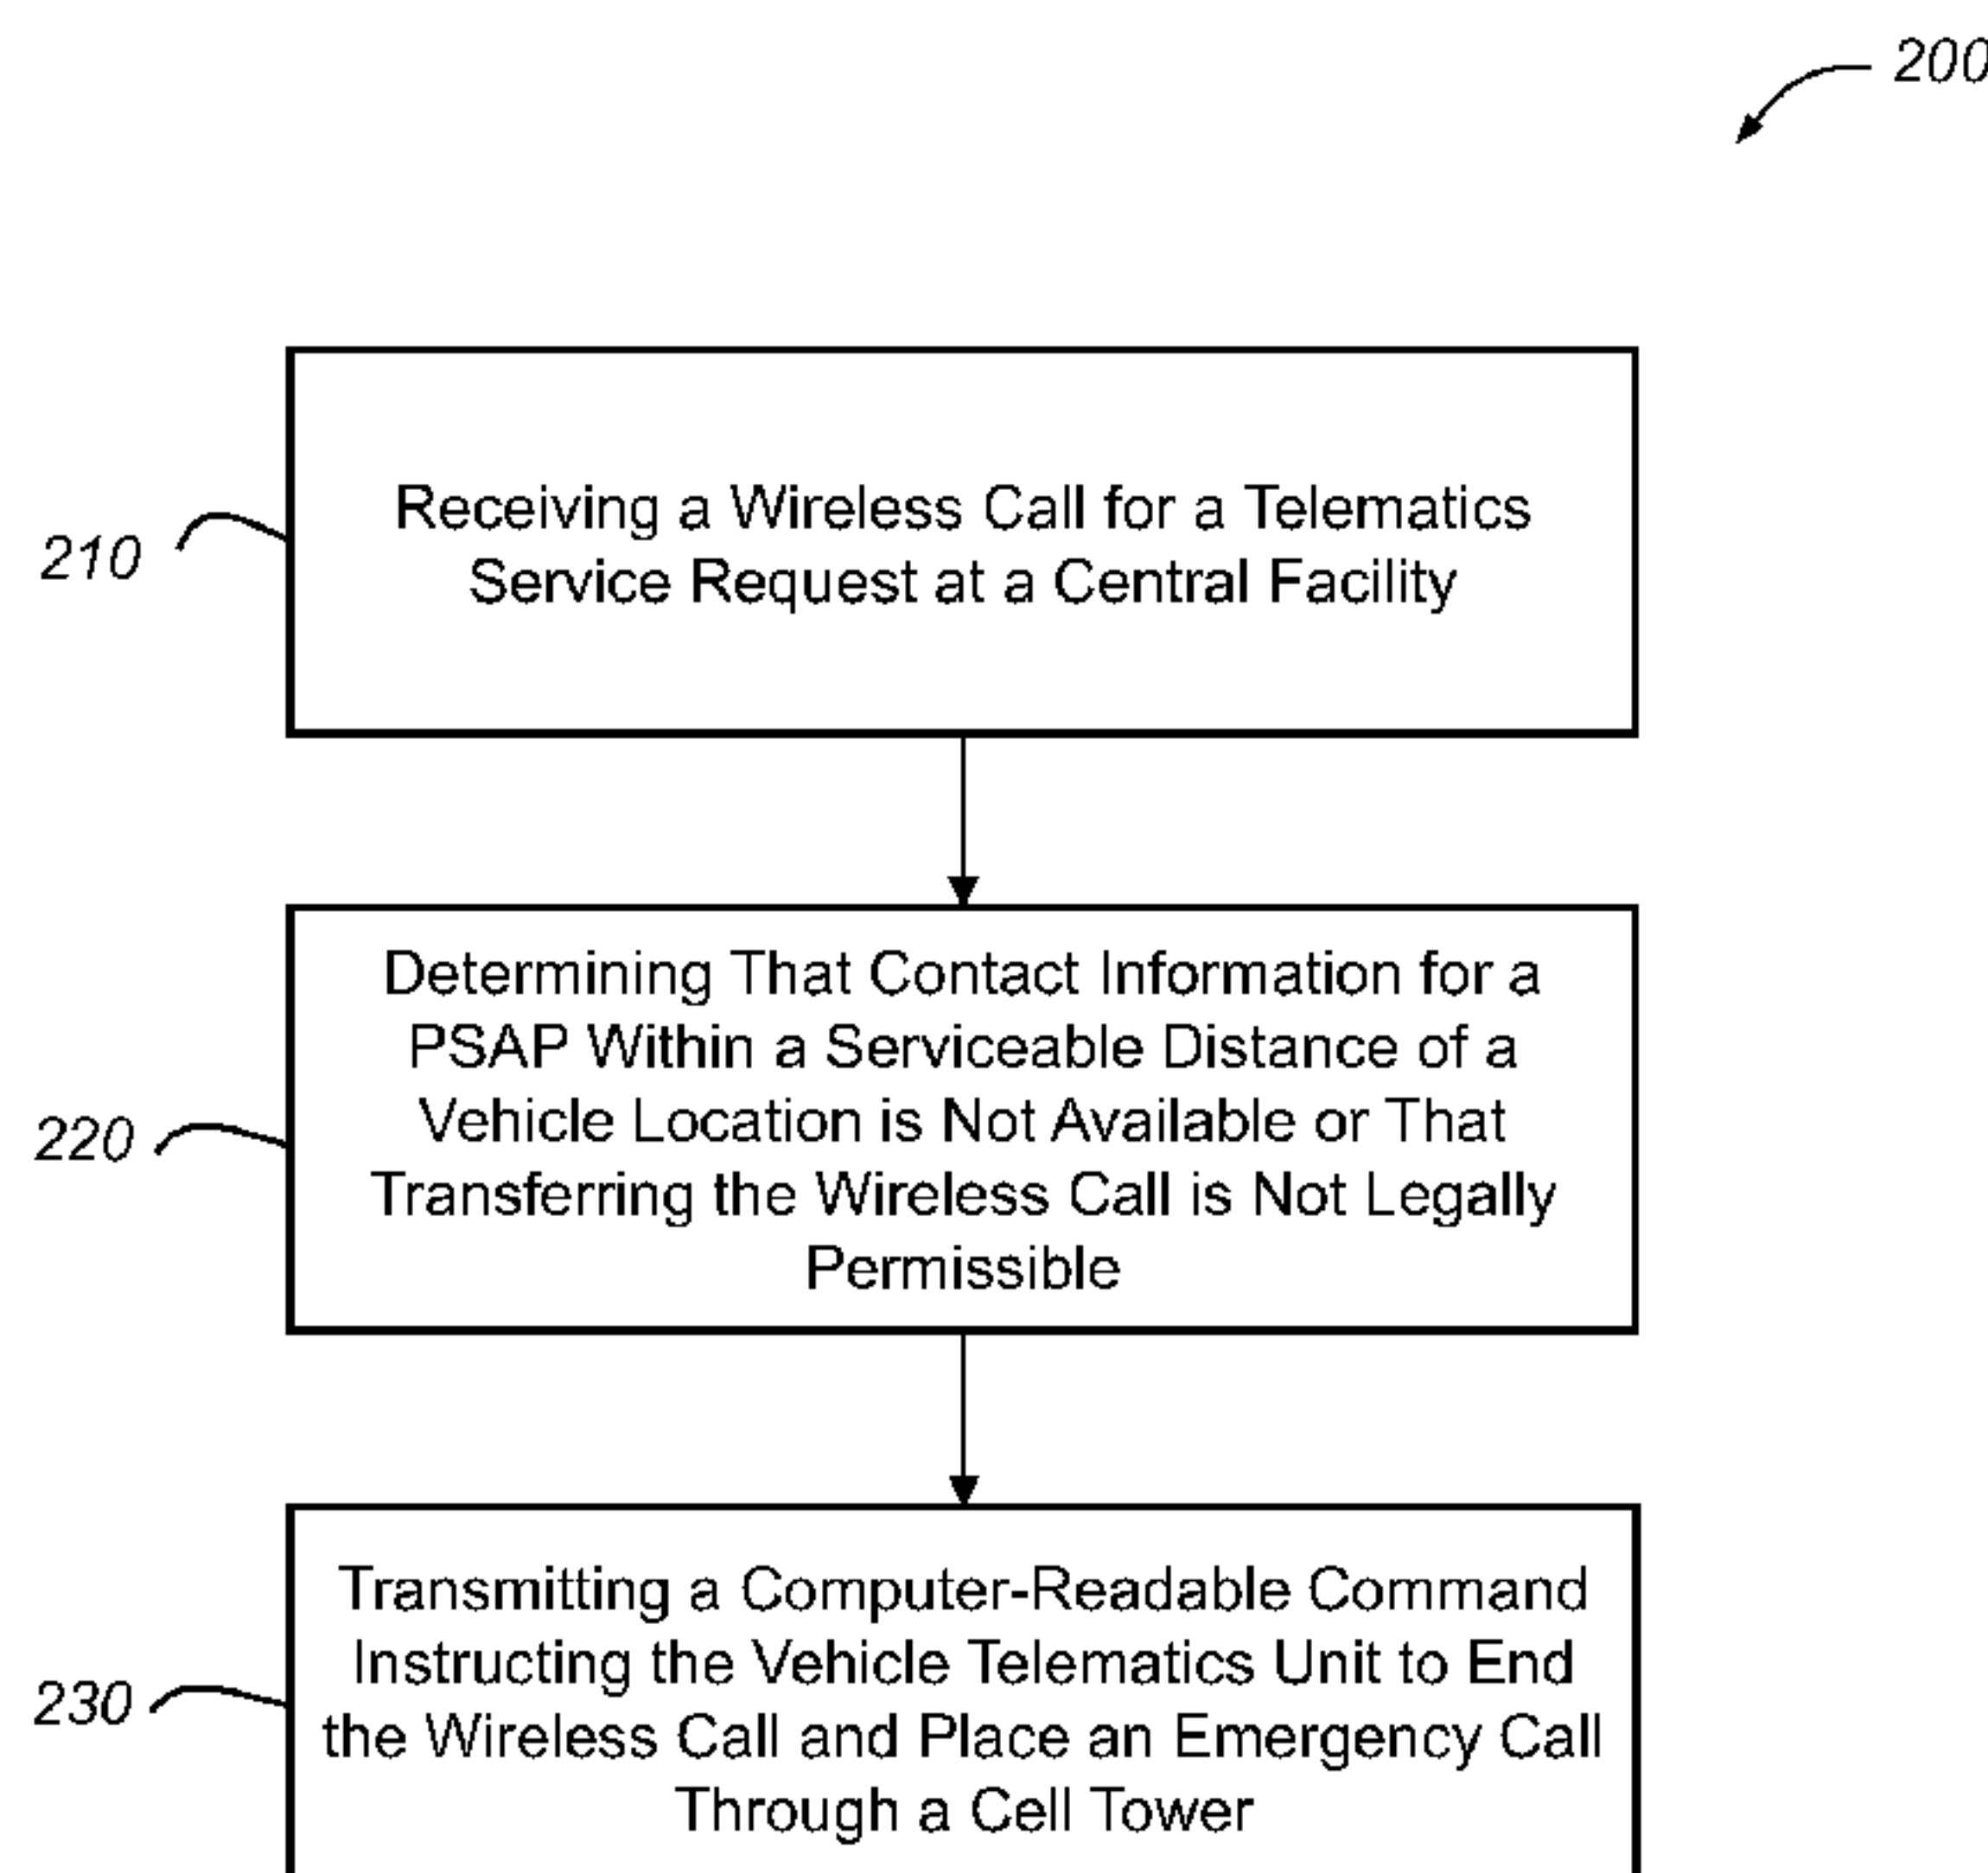 200
210
Receiving a Wireless Call for a Telematics
Service Request at a Central Facility
220
Determining That Contact Information for a
PSAP Within a Serviceable Distance of a
Vehicle Location is Not Available or That
Transferring the Wireless Call is Not Legally
Permissible
230
Transmitting a Computer-Readable Command
Instructing the Vehicle Telematics Unit to End
the Wireless Call and Place an Emergency Call
Through a Cell Tower